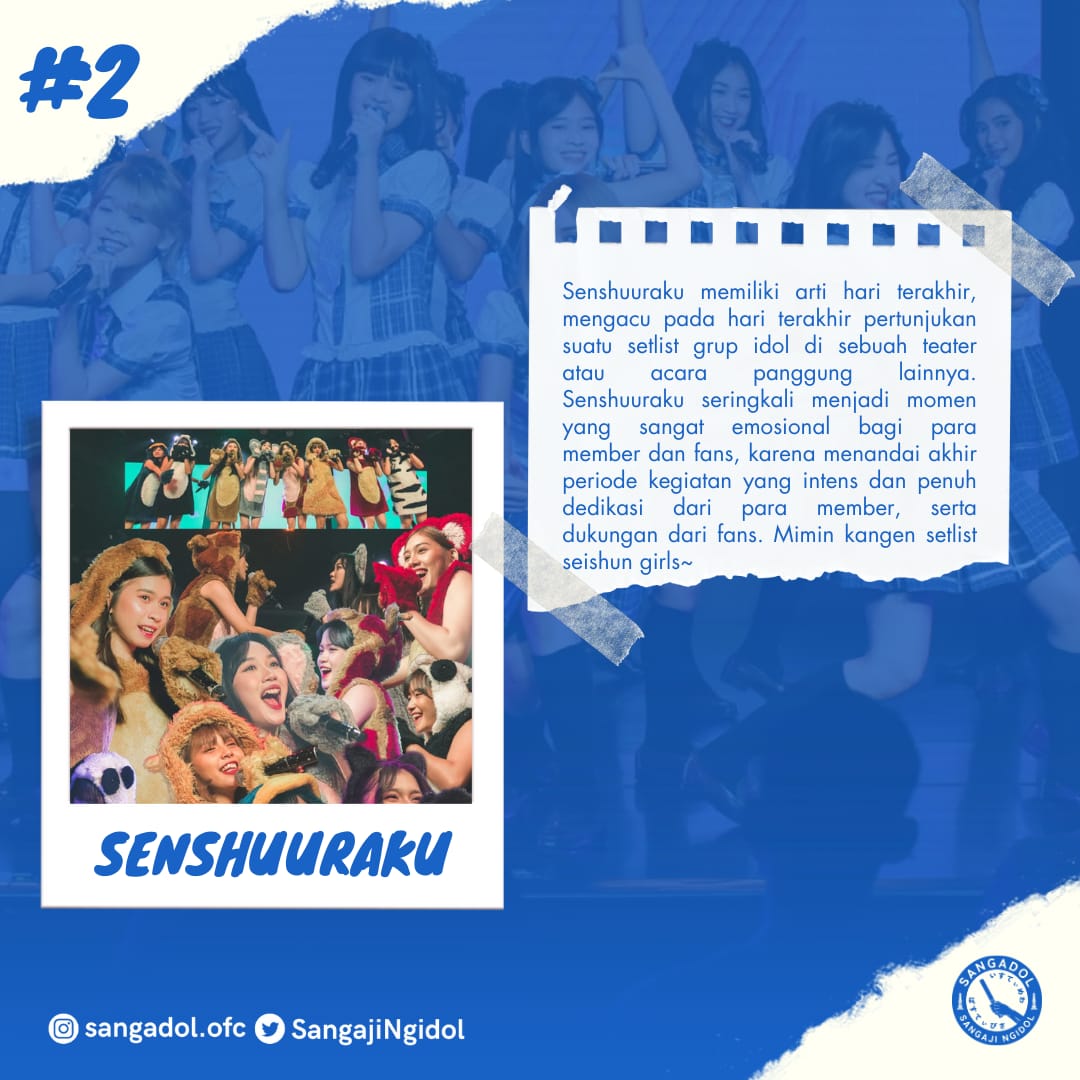 #2
Senshuuraku memiliki arti hari terakhir,
mengacu pada hari terakhir pertunjukan
suatu setlist grup idol di sebuah teater
atau acara panggung lainnya.
Senshuuraku seringkali menjadi momen
yang sangat emosional bagi para
member dan fans, karena menandai akhir
periode kegiatan yang intens dan penuh
dedikasi dari para member, serta
dukungan dari fans. Mimin kangen setlist
seishun girls~
SENSHUURAKU
sangadol.ofc SangajiNgidol
SANGADOL
SANGAJI NGIDOL